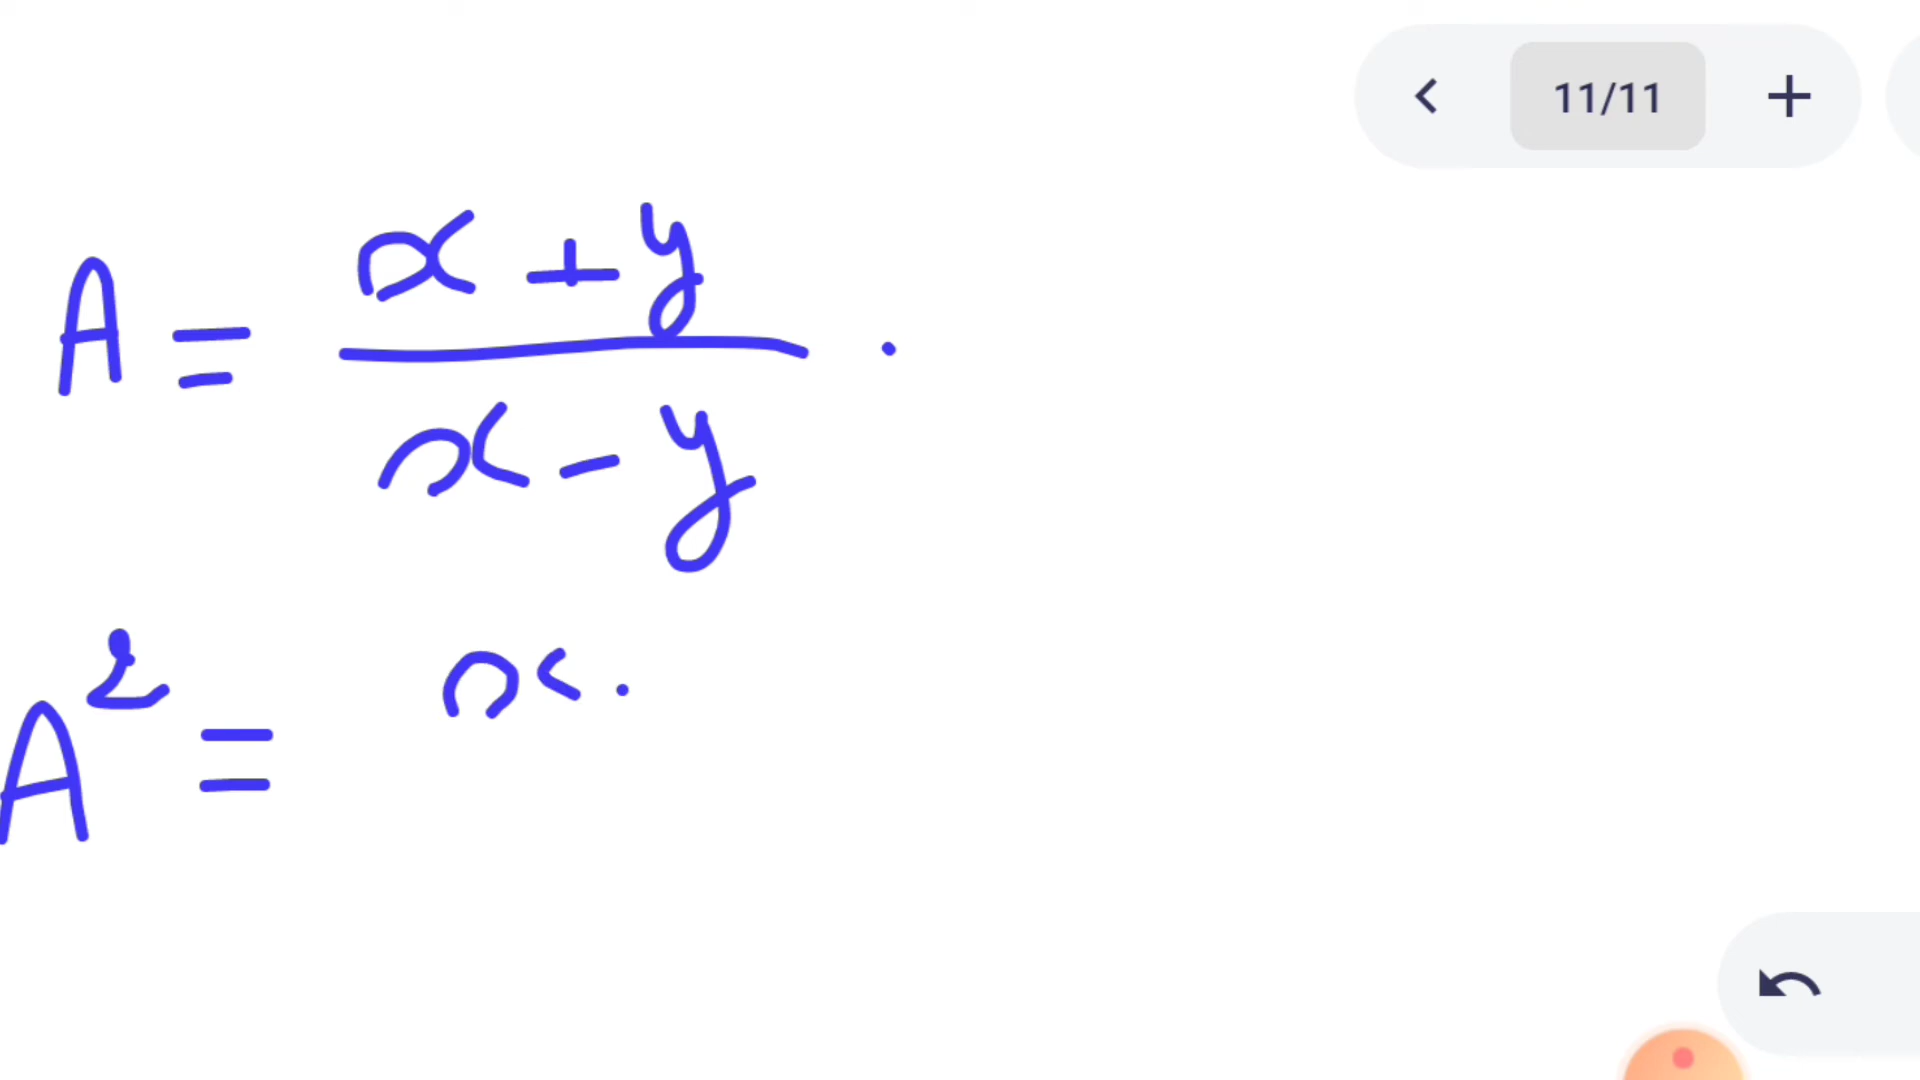 11/11
A = x + y
x - y .
A² = x .